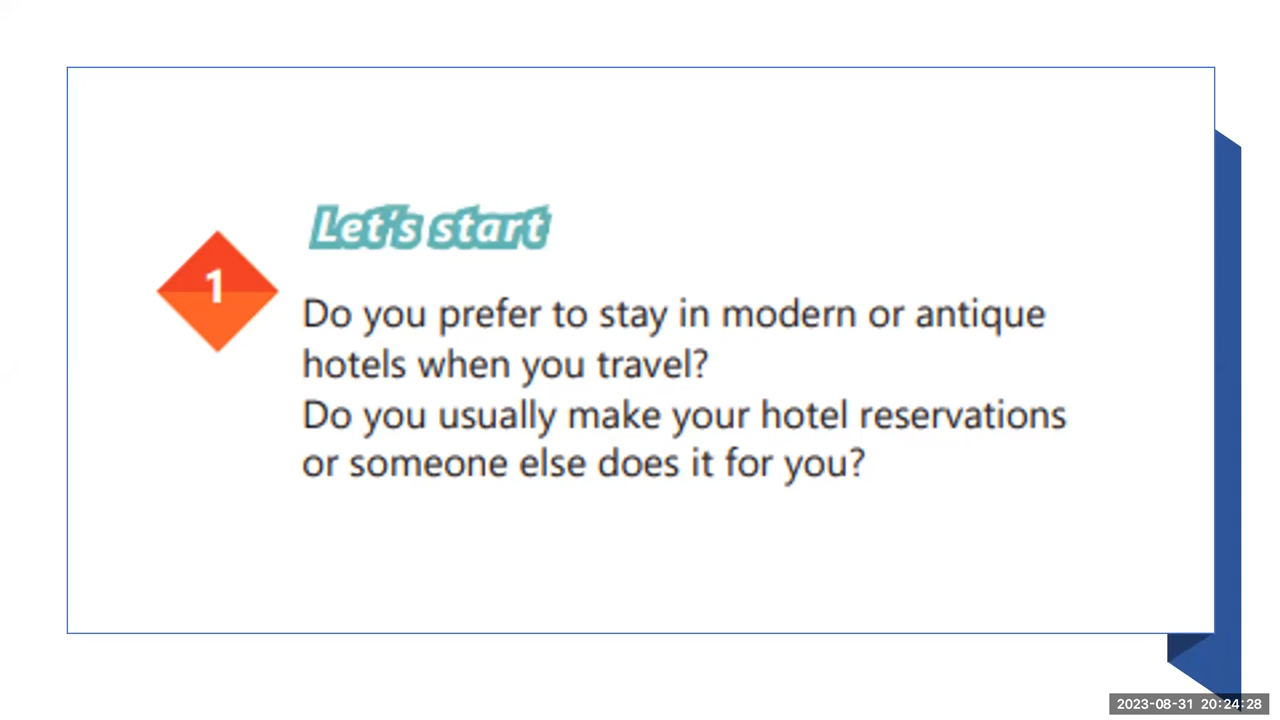 Let's start
1
Do you prefer to stay in modern or antique
hotels when you travel?
Do you usually make your hotel reservations
or someone else does it for you?
2023-08-31 20:24:28